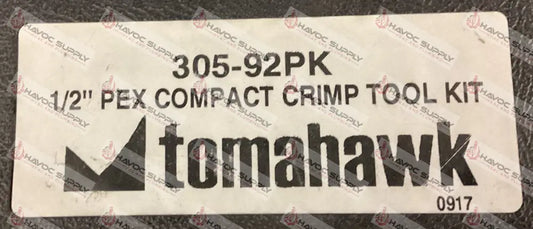 305-92PK
1/2" PEX COMPACT CRIMP TOOL KIT
tomahawk
0917
HAVOC SUPPLY